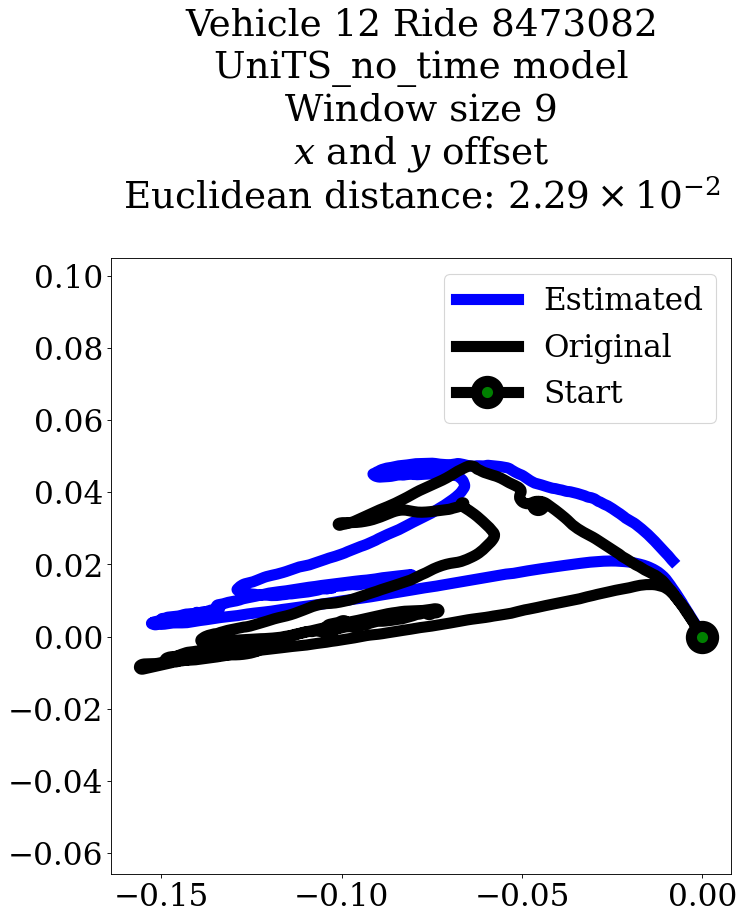 Vehicle 12 Ride 8473082
UniTS_no_time model
Window size 9
x and y offset
Euclidean distance: 2.29 × 10⁻²
Estimated
Original
Start
0.10
0.08
0.06
0.04
0.02
0.00
−0.02
−0.04
−0.06
−0.15 −0.10 −0.05 0.00